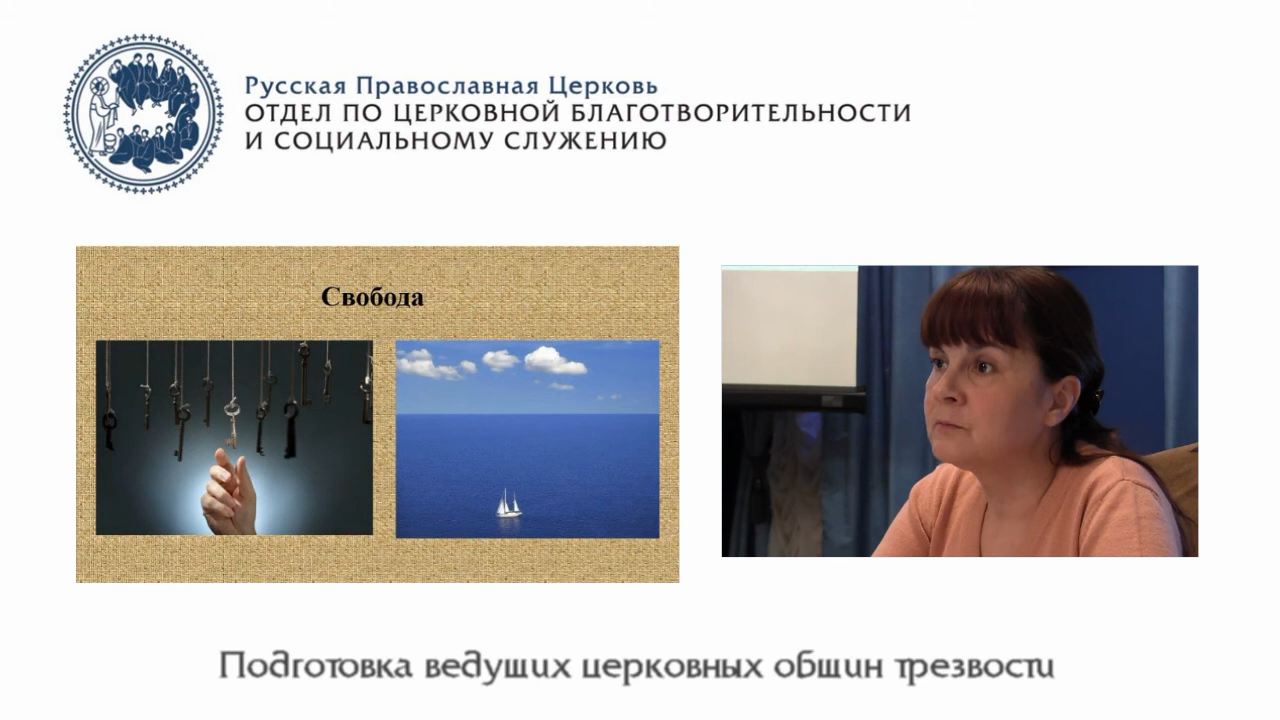 Русская Православная Церковь
ОТДЕЛ ПО ЦЕРКОВНОЙ БЛАГОТВОРИТЕЛЬНОСТИ
И СОЦИАЛЬНОМУ СЛУЖЕНИЮ
Свобода
Подготовка ведущих церковных общин трезвости